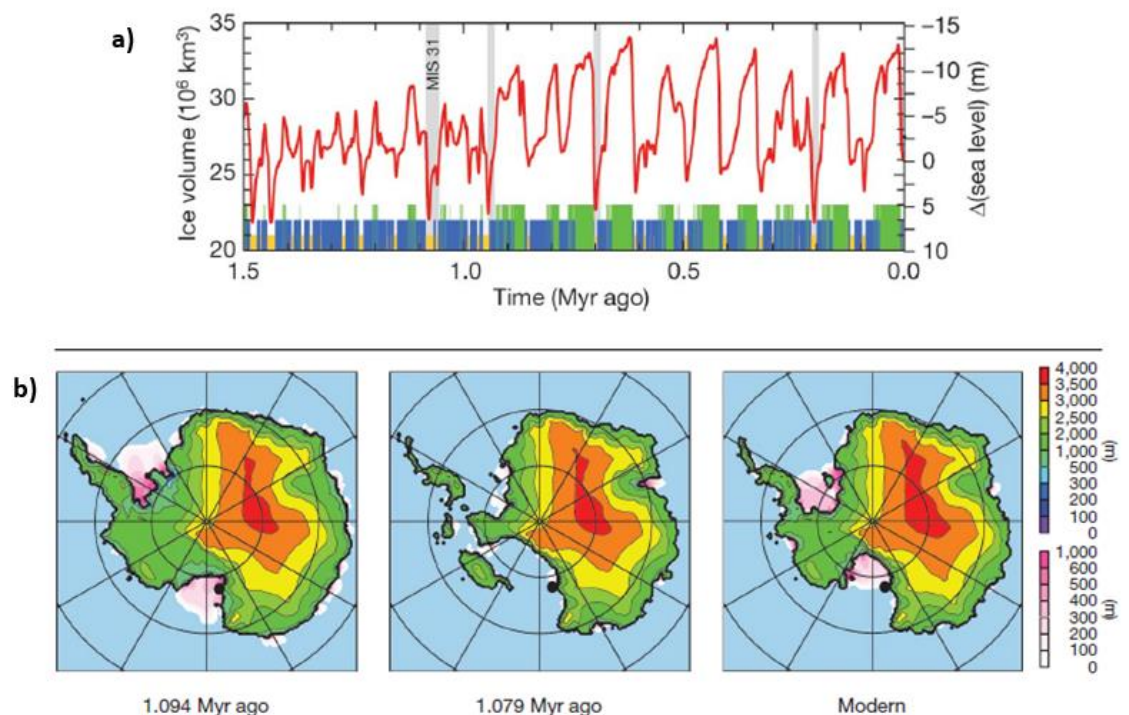 a)
35
30
25
20
Ice volume (10⁶ km³)
MIS 31
-15
-10
-5
0
5
10
Δ(sea level) (m)
1.5
1.0
0.5
0.0
Time (Myr ago)
b)
4,000
3,500
3,000
2,500
2,000
1,000
500
300
200
100
0
(m)
1,000
600
400
300
200
100
0
(m)
1.094 Myr ago
1.079 Myr ago
Modern